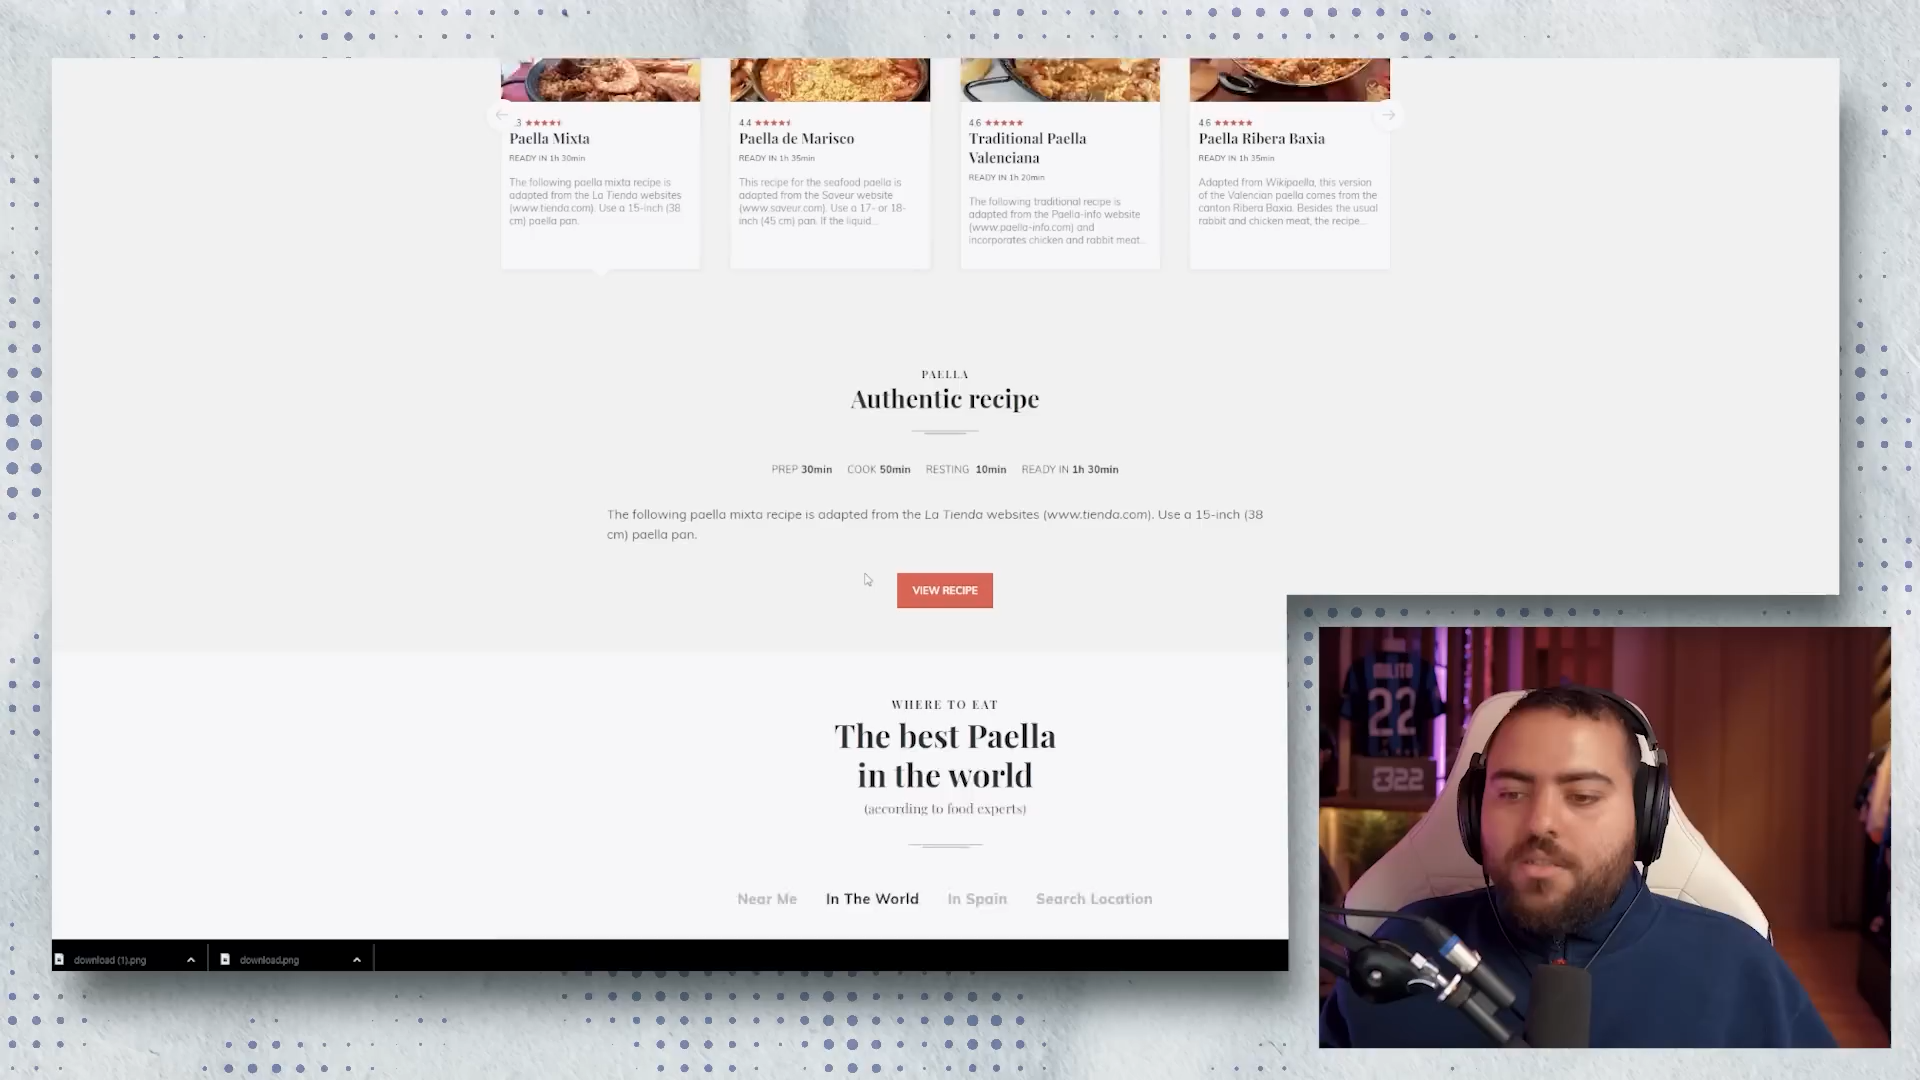 .3
Paella Mixta
READY IN 1h 30min
The following paella mixta recipe is
adapted from the La Tienda websites
(www.tienda.com). Use a 15-inch (38
cm) paella pan.
4.4
Paella de Marisco
READY IN 1h 35min
This recipe for the seafood paella is
adapted from the Saveur website
(www.saveur.com). Use a 17- or 18-
inch (45 cm) pan. If the liquid...
4.6
Traditional Paella
Valenciana
READY IN 1h 20min
The following traditional recipe is
adapted from the Paella-info website
(www.paella-info.com) and
incorporates chicken and rabbit meat...
4.6
Paella Ribera Baxia
READY IN 1h 35min
Adapted from Wikipaella, this version
of the Valencian paella comes from the
canton Ribera Baxia. Besides the usual
rabbit and chicken meat, the recipe...
PAELLA
Authentic recipe
PREP 30min COOK 50min RESTING 10min READY IN 1h 30min
The following paella mixta recipe is adapted from the La Tienda websites (www.tienda.com). Use a 15-inch (38
cm) paella pan.
VIEW RECIPE
WHERE TO EAT
The best Paella
in the world
(according to food experts)
Near Me In The World In Spain Search Location
download (1).png download.png
MILITO
22